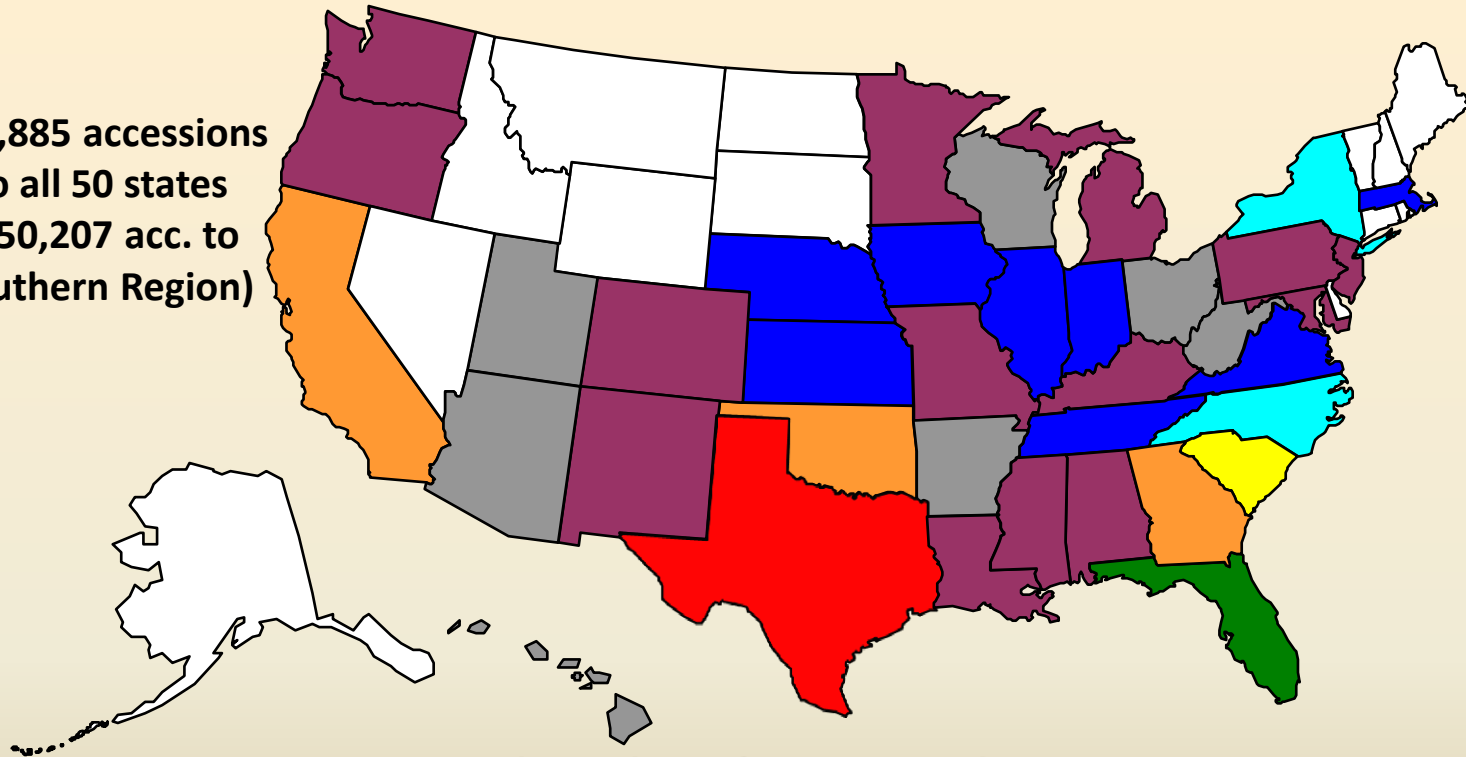 ,885 accessions
o all 50 states
50,207 acc. to
uthern Region)